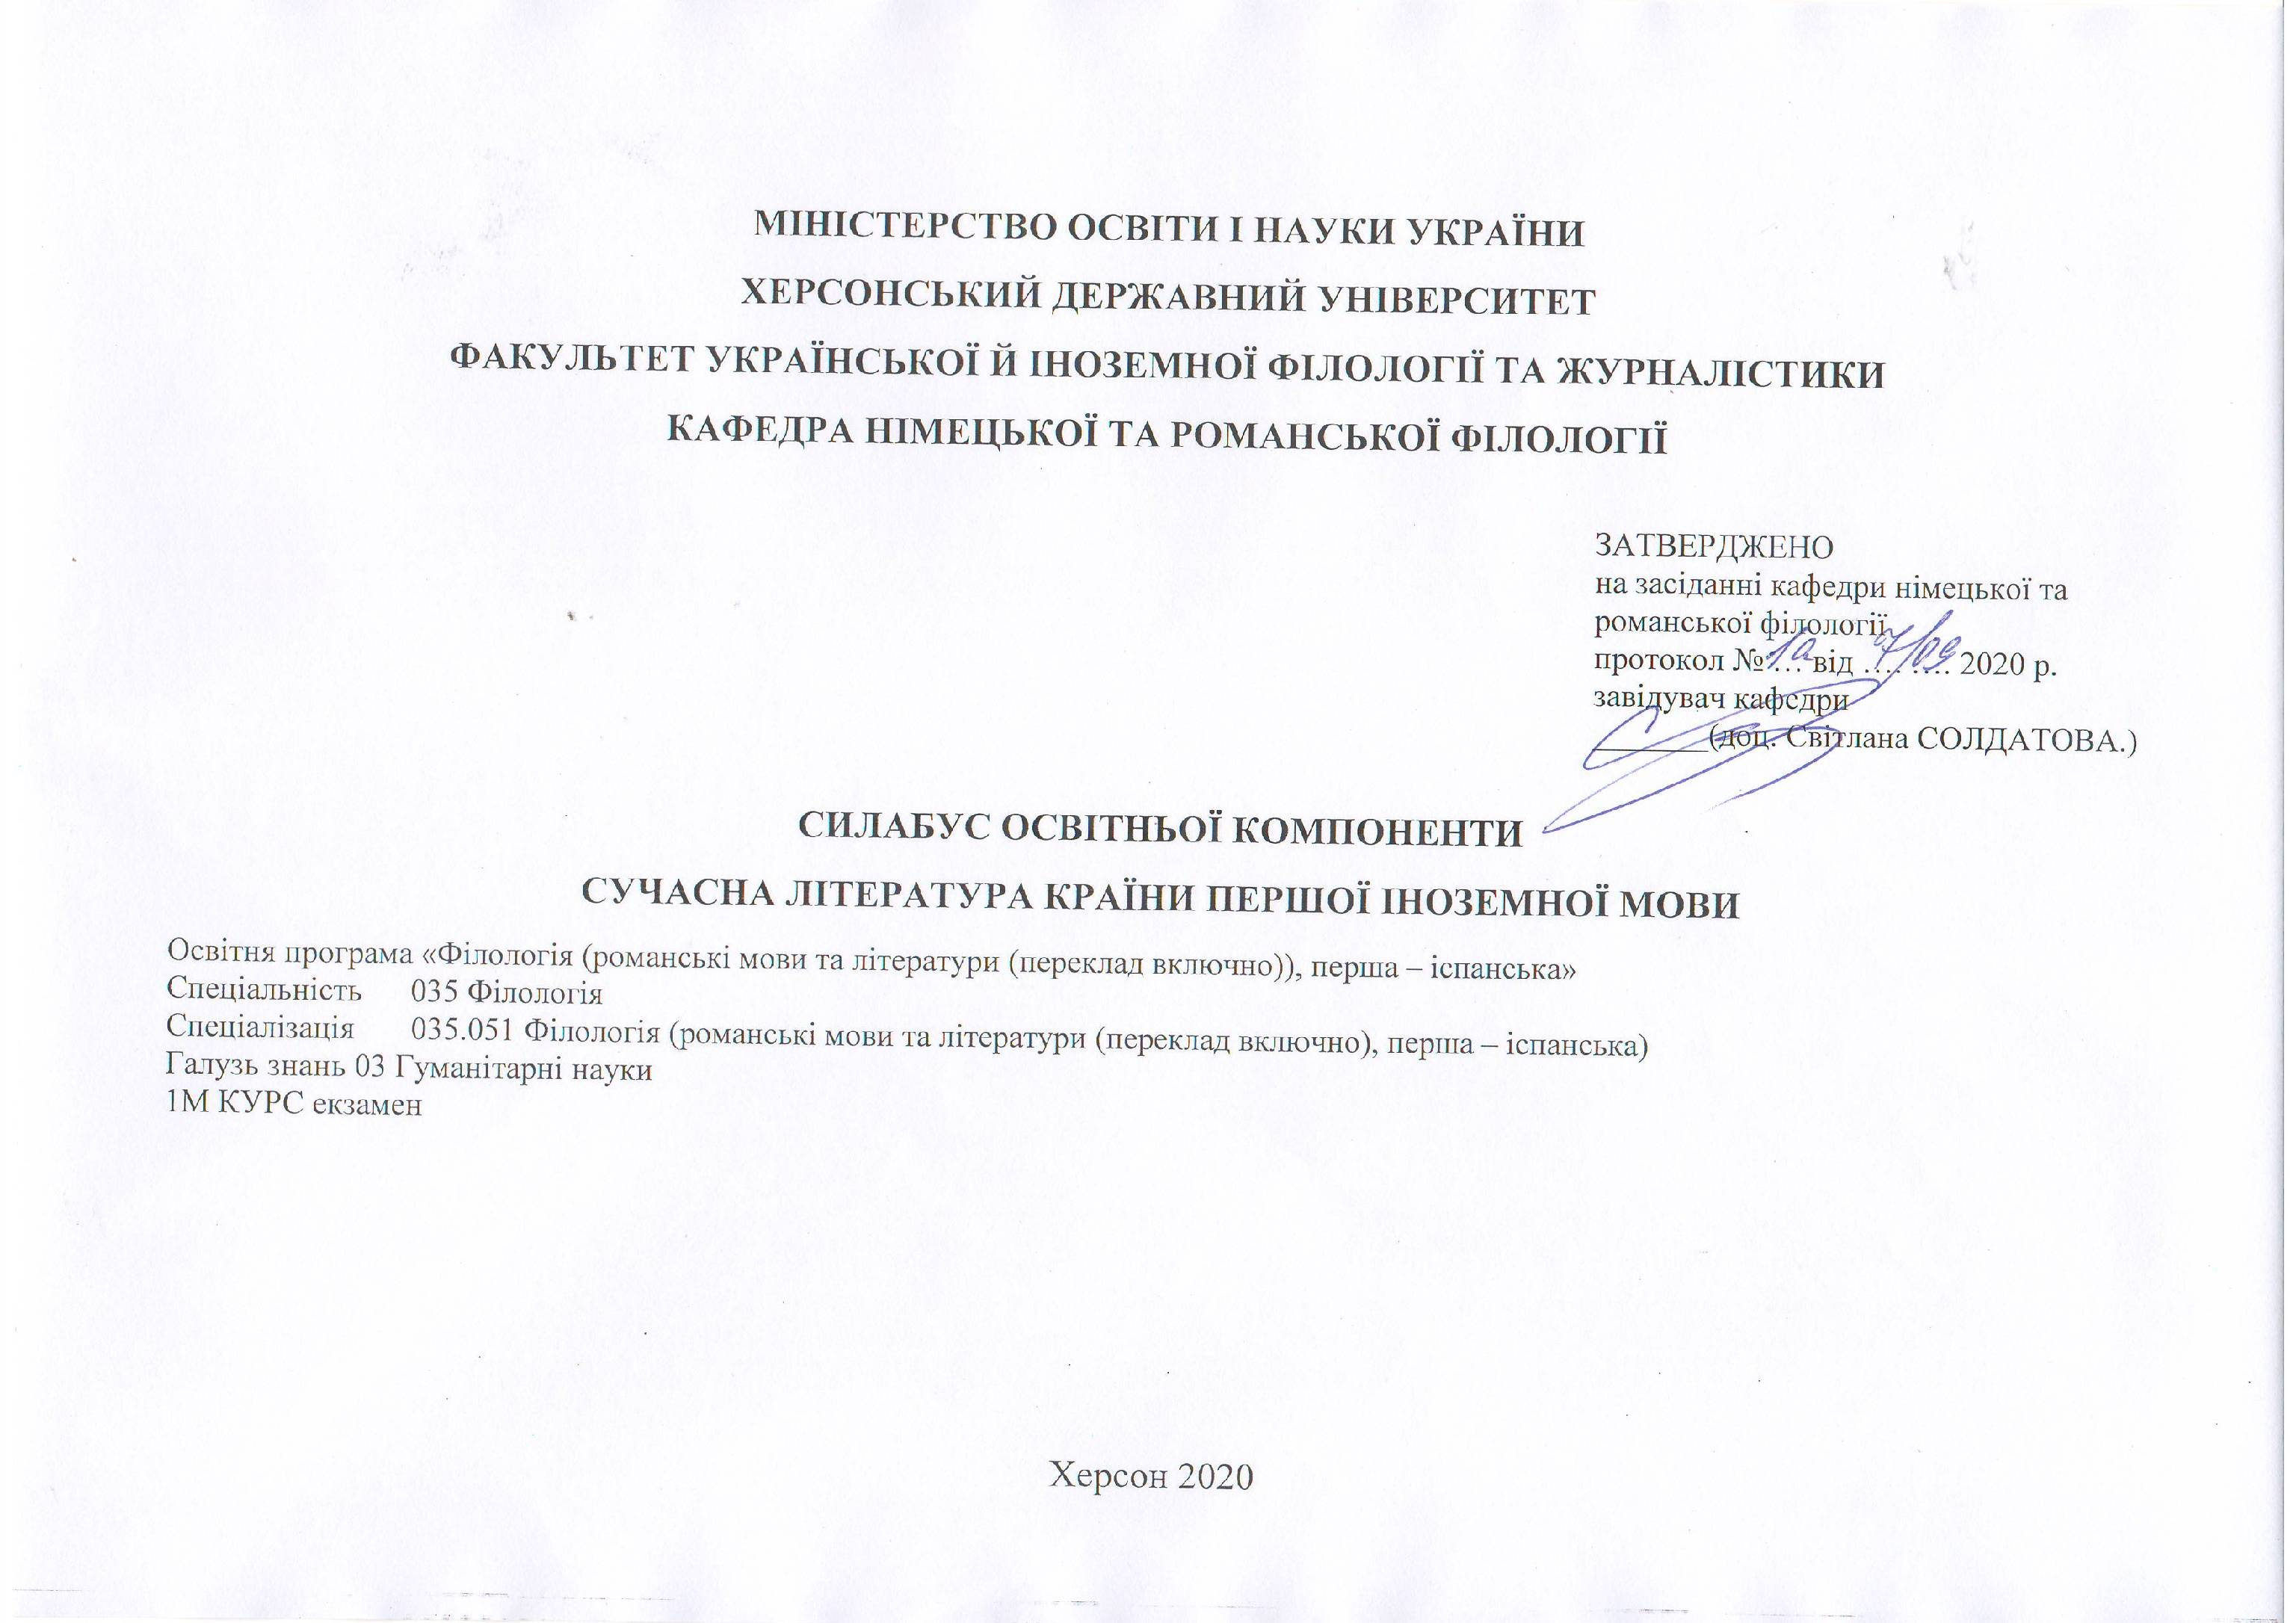 МІНІСТЕРСТВО ОСВІТИ І НАУКИ УКРАЇНИ
ХЕРСОНСЬКИЙ ДЕРЖАВНИЙ УНІВЕРСИТЕТ
ФАКУЛЬТЕТ УКРАЇНСЬКОЇ Й ІНОЗЕМНОЇ ФІЛОЛОГІЇ ТА ЖУРНАЛІСТИКИ
КАФЕДРА НІМЕЦЬКОЇ ТА РОМАНСЬКОЇ ФІЛОЛОГІЇ
ЗАТВЕРДЖЕНО
на засіданні кафедри німецької та
романської філології
протокол № 1а від 7/09 2020 р.
завідувач кафедри
________(доц. Світлана СОЛДАТОВА.)
СИЛАБУС ОСВІТНЬОЇ КОМПОНЕНТИ
СУЧАСНА ЛІТЕРАТУРА КРАЇНИ ПЕРШОЇ ІНОЗЕМНОЇ МОВИ
Освітня програма «Філологія (романські мови та літератури (переклад включно)), перша – іспанська»
Спеціальність 035 Філологія
Спеціалізація 035.051 Філологія (романські мови та літератури (переклад включно), перша – іспанська)
Галузь знань 03 Гуманітарні науки
1М КУРС екзамен
Херсон 2020